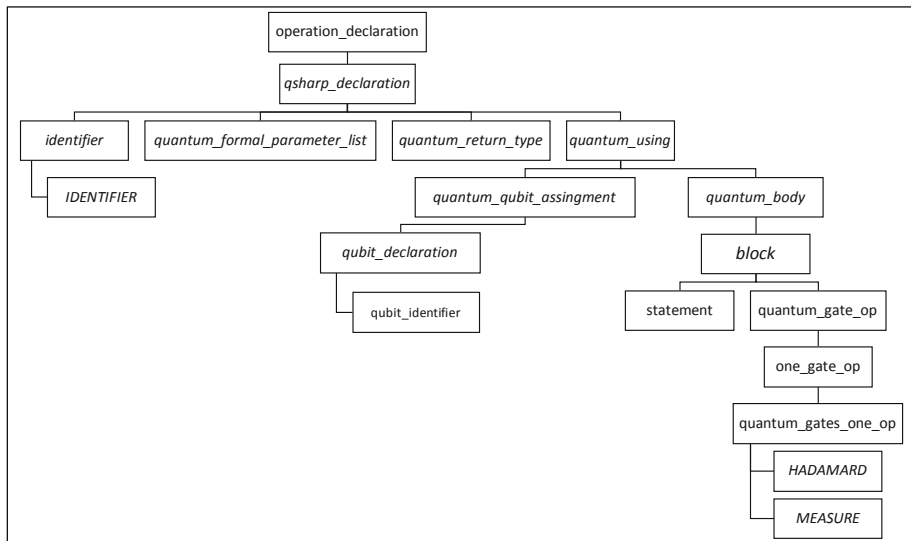 operation_declaration
qsharp_declaration
identifier
quantum_formal_parameter_list
quantum_return_type
quantum_using
IDENTIFIER
quantum_qubit_assingment
quantum_body
qubit_declaration
block
qubit_identifier
statement
quantum_gate_op
one_gate_op
quantum_gates_one_op
HADAMARD
MEASURE